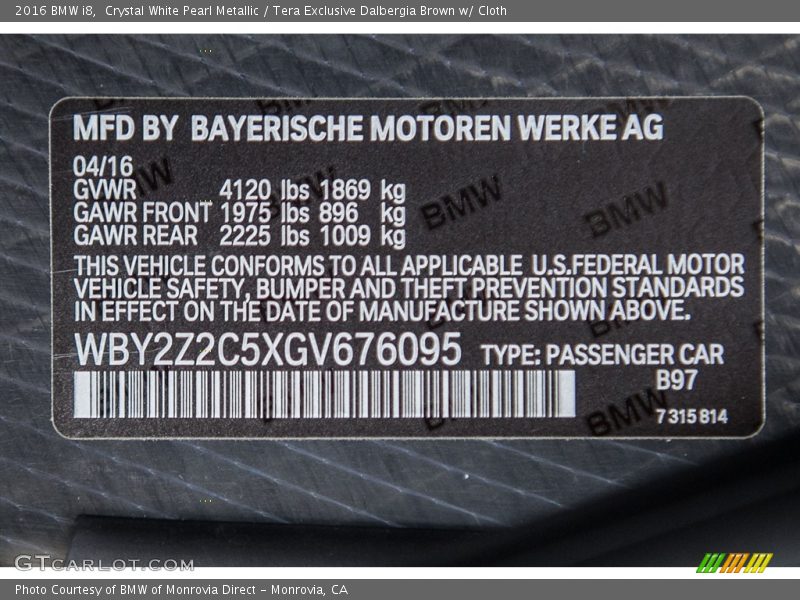 2016 BMW i8, Crystal White Pearl Metallic / Tera Exclusive Dalbergia Brown w/ Cloth
MFD BY BAYERISCHE MOTOREN WERKE AG
04/16
GVWR 4120 lbs 1869 kg
GAWR FRONT 1975 lbs 896 kg
GAWR REAR 2225 lbs 1009 kg
THIS VEHICLE CONFORMS TO ALL APPLICABLE U.S.FEDERAL MOTOR
VEHICLE SAFETY, BUMPER AND THEFT PREVENTION STANDARDS
IN EFFECT ON THE DATE OF MANUFACTURE SHOWN ABOVE.
WBY2Z2C5XGV676095 TYPE: PASSENGER CAR
B97
7 315 814
BMW
BMW
BMW
BMW
GTCARLOT.COM
Photo Courtesy of BMW of Monrovia Direct - Monrovia, CA